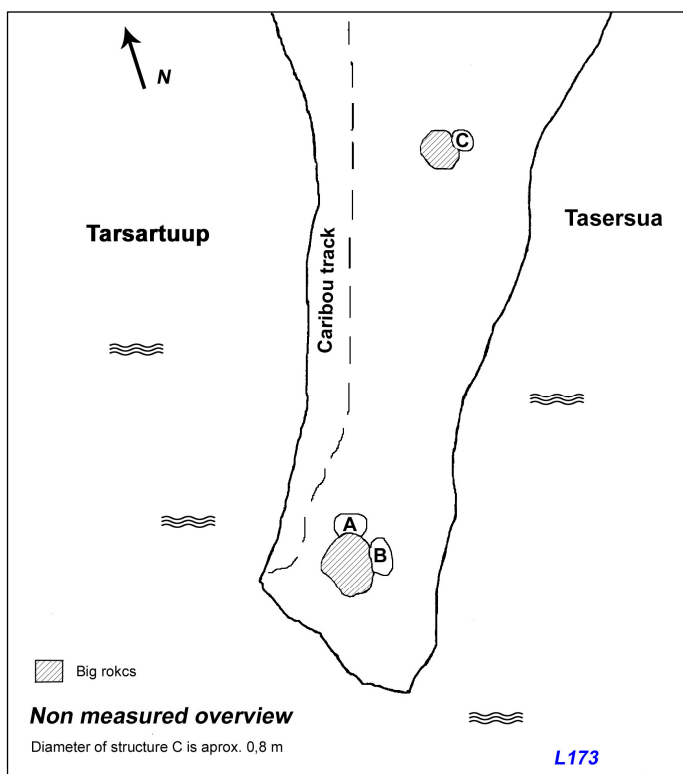 N
C
Tarsartuup
Tasersua
Caribou track
A
B
Big rokcs
Non measured overview
Diameter of structure C is aprox. 0,8 m
L173